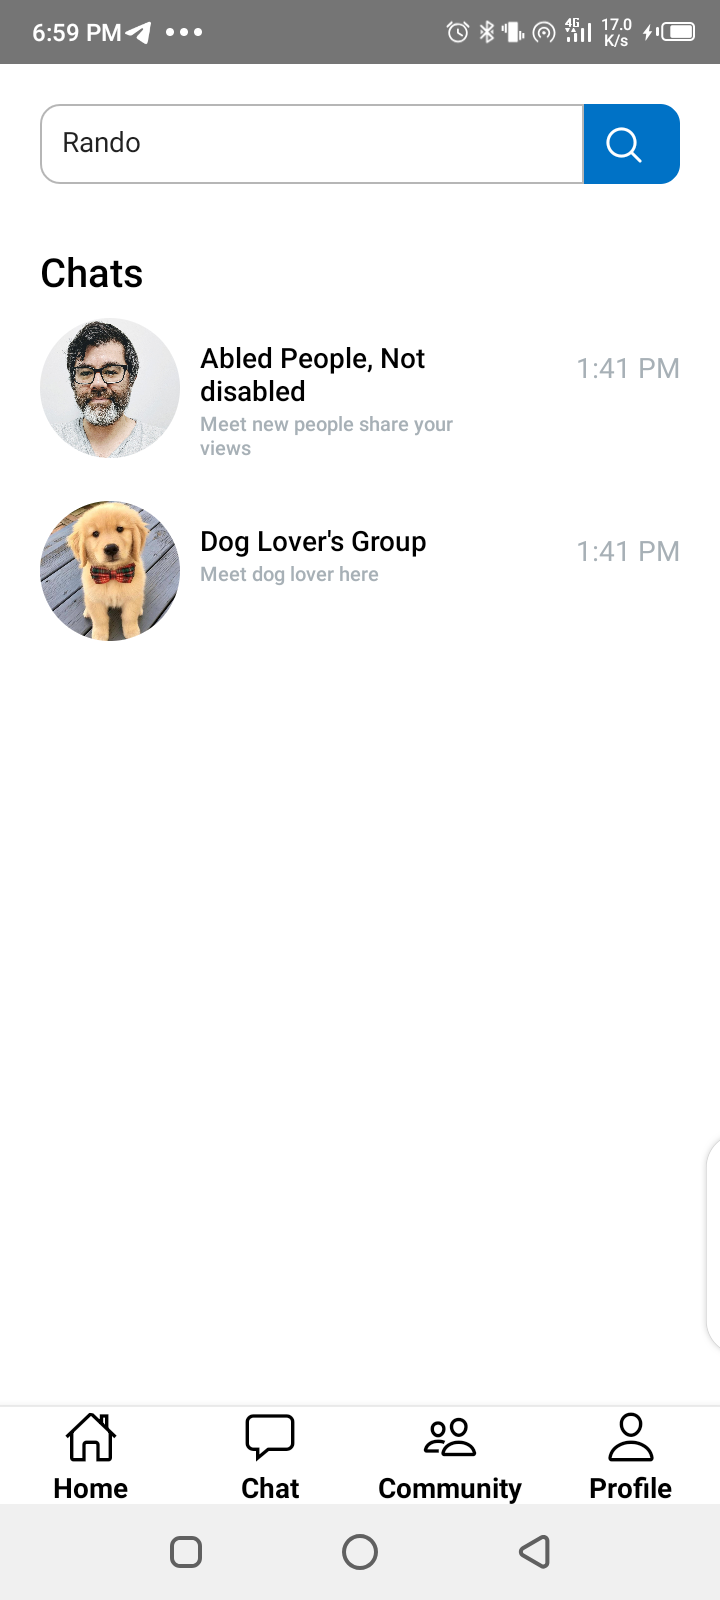 6:59 PM
4G
17.0
K/s
Rando
Chats
Abled People, Not
disabled
1:41 PM
Meet new people share your
views
Dog Lover's Group
1:41 PM
Meet dog lover here
Home
Chat
Community
Profile